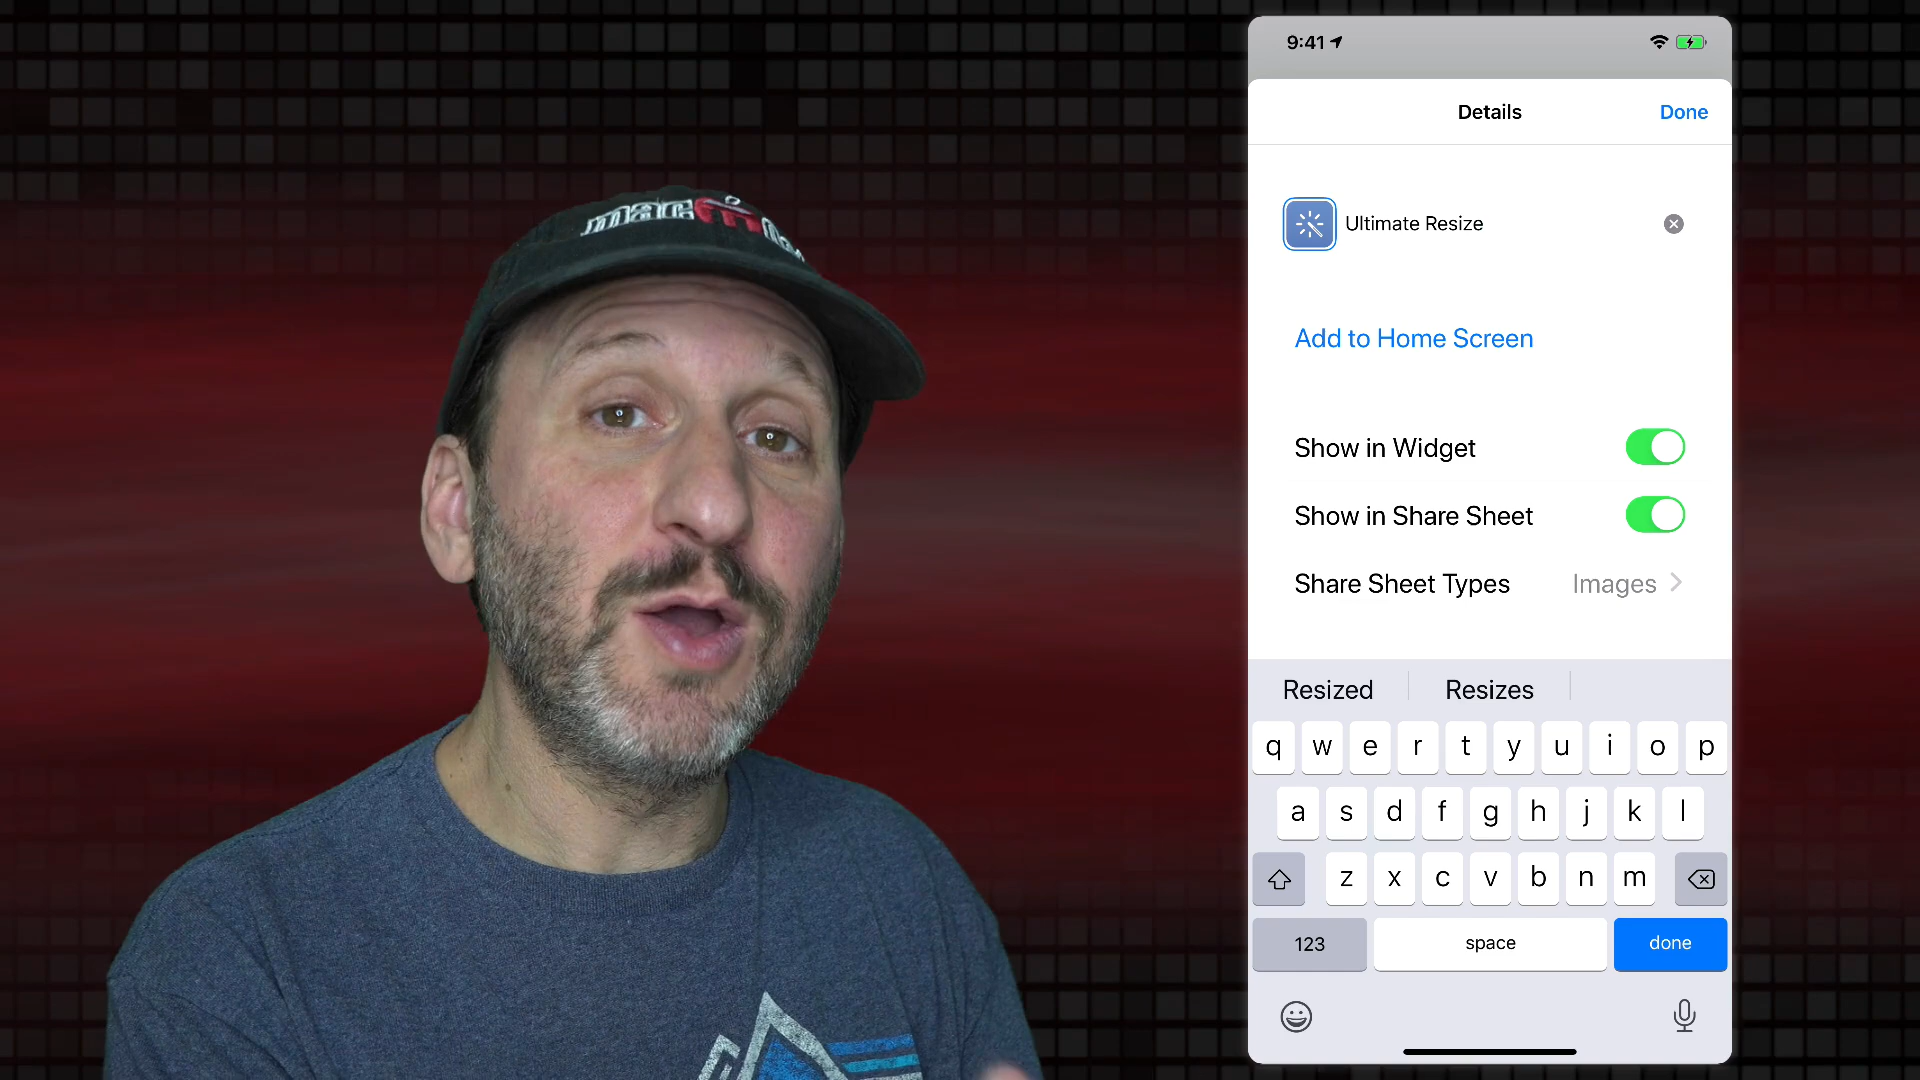 macm
9:41
Details
Done
Ultimate Resize
Add to Home Screen
Show in Widget
Show in Share Sheet
Share Sheet Types
Images
Resized
Resizes
q w e r t y u i o p
a s d f g h j k l
z x c v b n m
123
space
done